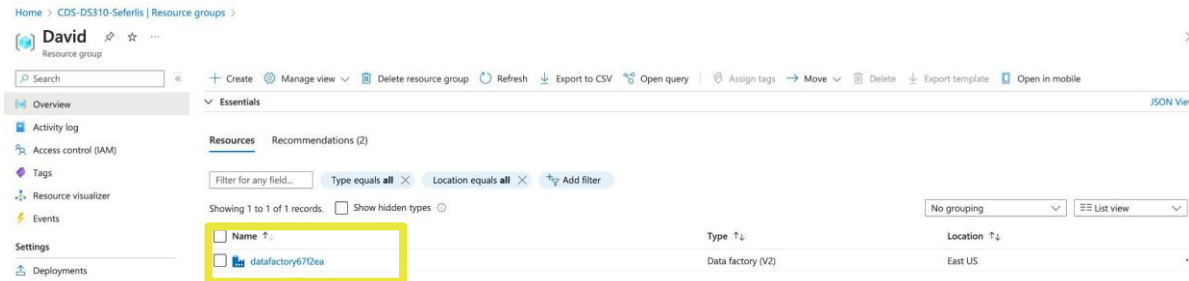 Home > CDS-DS310-Seferlis | Resource groups >
David
Resource group
Search
Create Manage view Delete resource group Refresh Export to CSV Open query Assign tags Move Delete Export template Open in mobile
Overview
Essentials
JSON View
Activity log
Access control (IAM)
Resources Recommendations (2)
Tags
Filter for any field... Type equals all Location equals all Add filter
Resource visualizer
Showing 1 to 1 of 1 records. Show hidden types No grouping List view
Events
Name Type Location
Settings
datafactory67f2ea Data factory (V2) East US
Deployments